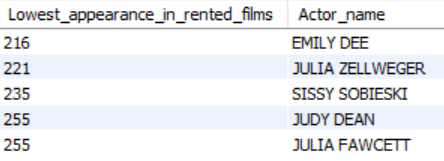 Lowest_appearance_in_rented_films Actor_name
216 EMILY DEE
221 JULIA ZELLWEGER
235 SISSY SOBIESKI
255 JUDY DEAN
255 JULIA FAWCETT